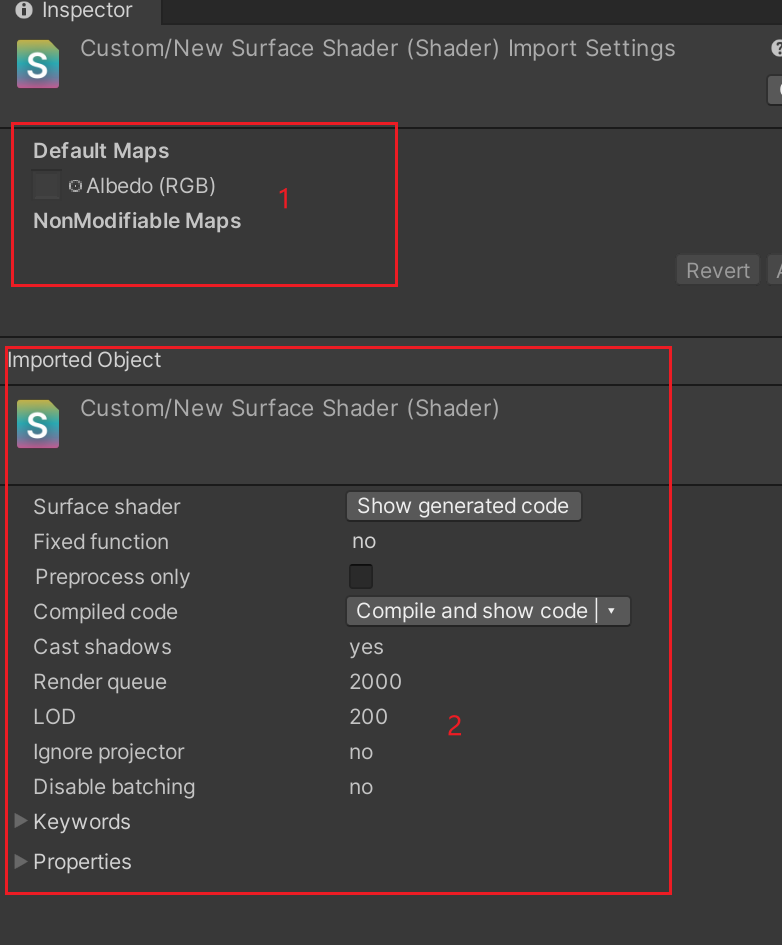 Inspector
Custom/New Surface Shader (Shader) Import Settings
Default Maps
Albedo (RGB)
1
NonModifiable Maps
Revert
Imported Object
S
Custom/New Surface Shader (Shader)
Surface shader Show generated code
Fixed function no
Preprocess only
Compiled code Compile and show code
Cast shadows yes
Render queue 2000
LOD 200
2
Ignore projector no
Disable batching no
Keywords
Properties